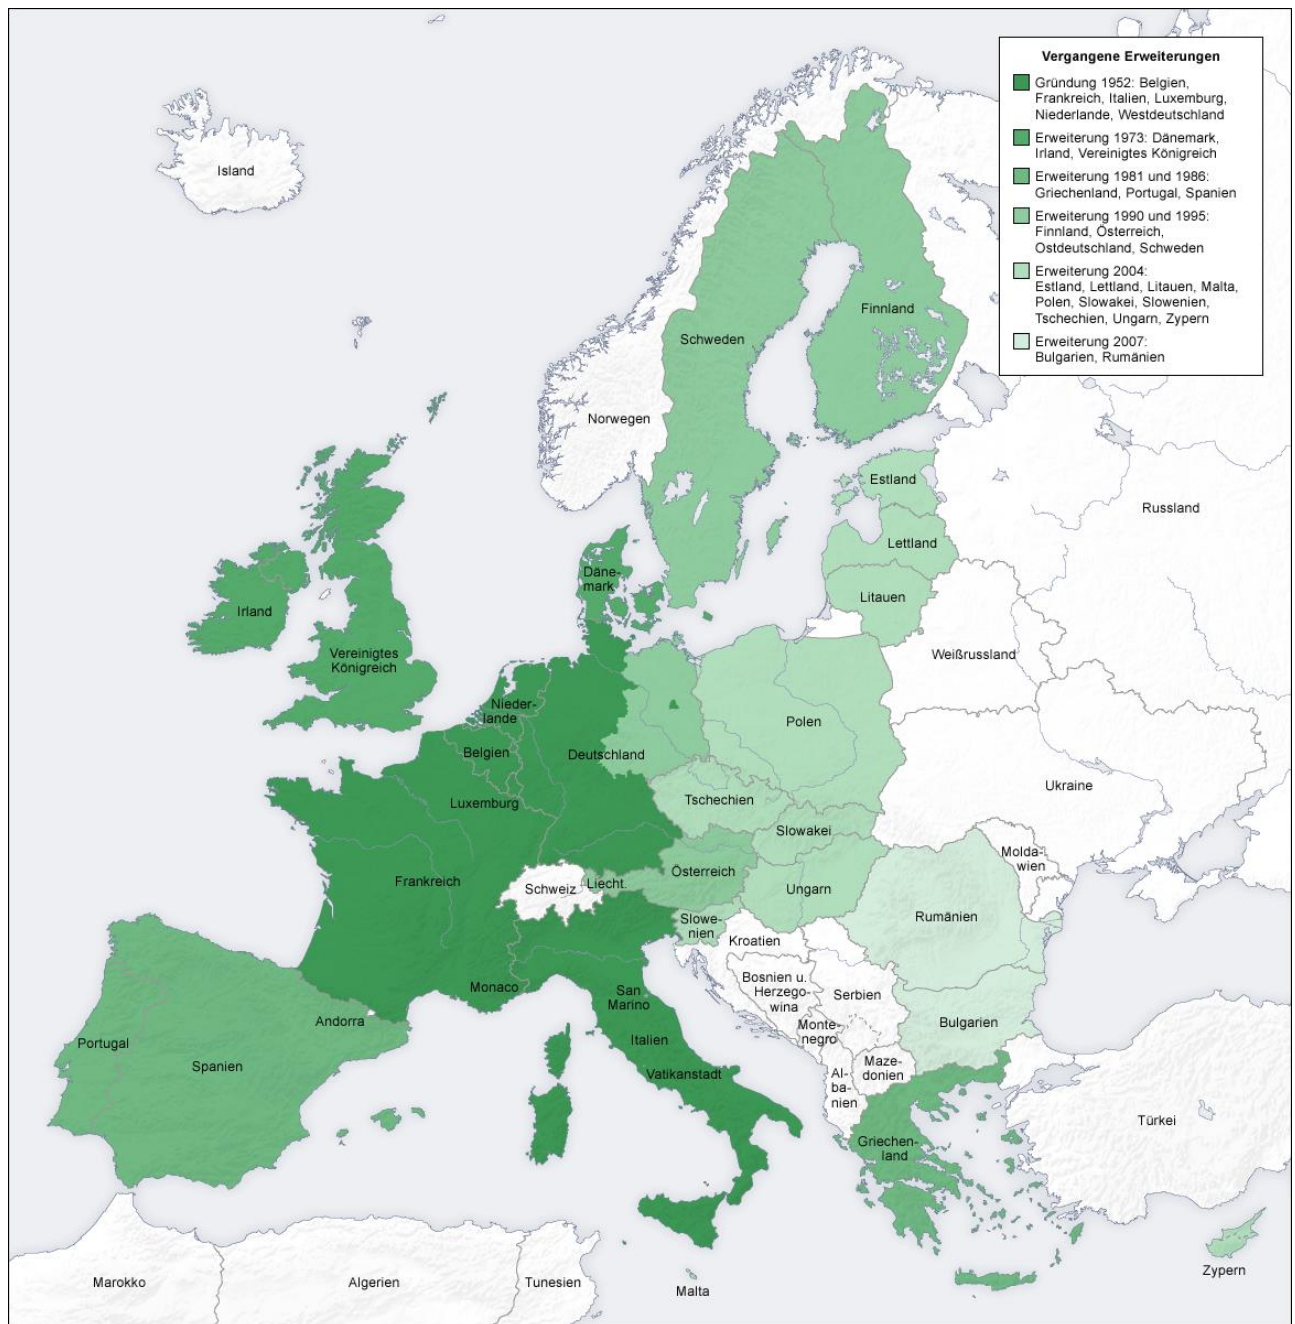 Vergangene Erweiterungen
Gründung 1952: Belgien,
Frankreich, Italien, Luxemburg,
Niederlande, Westdeutschland
Erweiterung 1973: Dänemark,
Irland, Vereinigtes Königreich
Erweiterung 1981 und 1986:
Griechenland, Portugal, Spanien
Erweiterung 1990 und 1995:
Finnland, Österreich,
Ostdeutschland, Schweden
Erweiterung 2004:
Estland, Lettland, Litauen, Malta,
Polen, Slowakei, Slowenien,
Tschechien, Ungarn, Zypern
Erweiterung 2007:
Bulgarien, Rumänien
Island
Finnland
Schweden
Norwegen
Estland
Russland
Lettland
Däne-
mark
Litauen
Irland
Vereinigtes
Königreich
Weißrussland
Nieder-
lande
Polen
Belgien
Deutschland
Ukraine
Tschechien
Luxemburg
Slowakei
Molda-
wien
Österreich
Frankreich
Liecht.
Schweiz
Ungarn
Rumänien
Slowe-
nien
Kroatien
Bosnien u.
Herzego-
wina
Monaco
San
Marino
Serbien
Andorra
Bulgarien
Monte-
negro
Portugal
Italien
Spanien
Maze-
donien
Vatikanstadt
Al-
ba-
nien
Türkei
Griechen-
land
Zypern
Marokko
Algerien
Tunesien
Malta